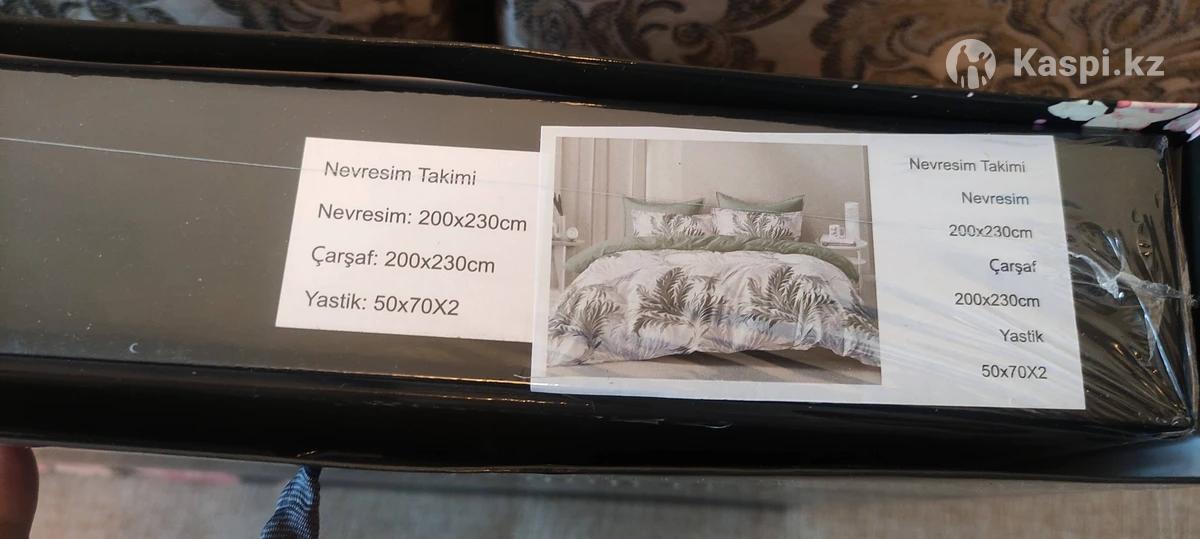 Kaspi.kz
Nevresim Takimi
Nevresim: 200x230cm
Çarşaf: 200x230cm
Yastik: 50x70X2
Nevresim Takimi
Nevresim
200x230cm
Çarşaf
200x230cm
Yastik
50x70X2